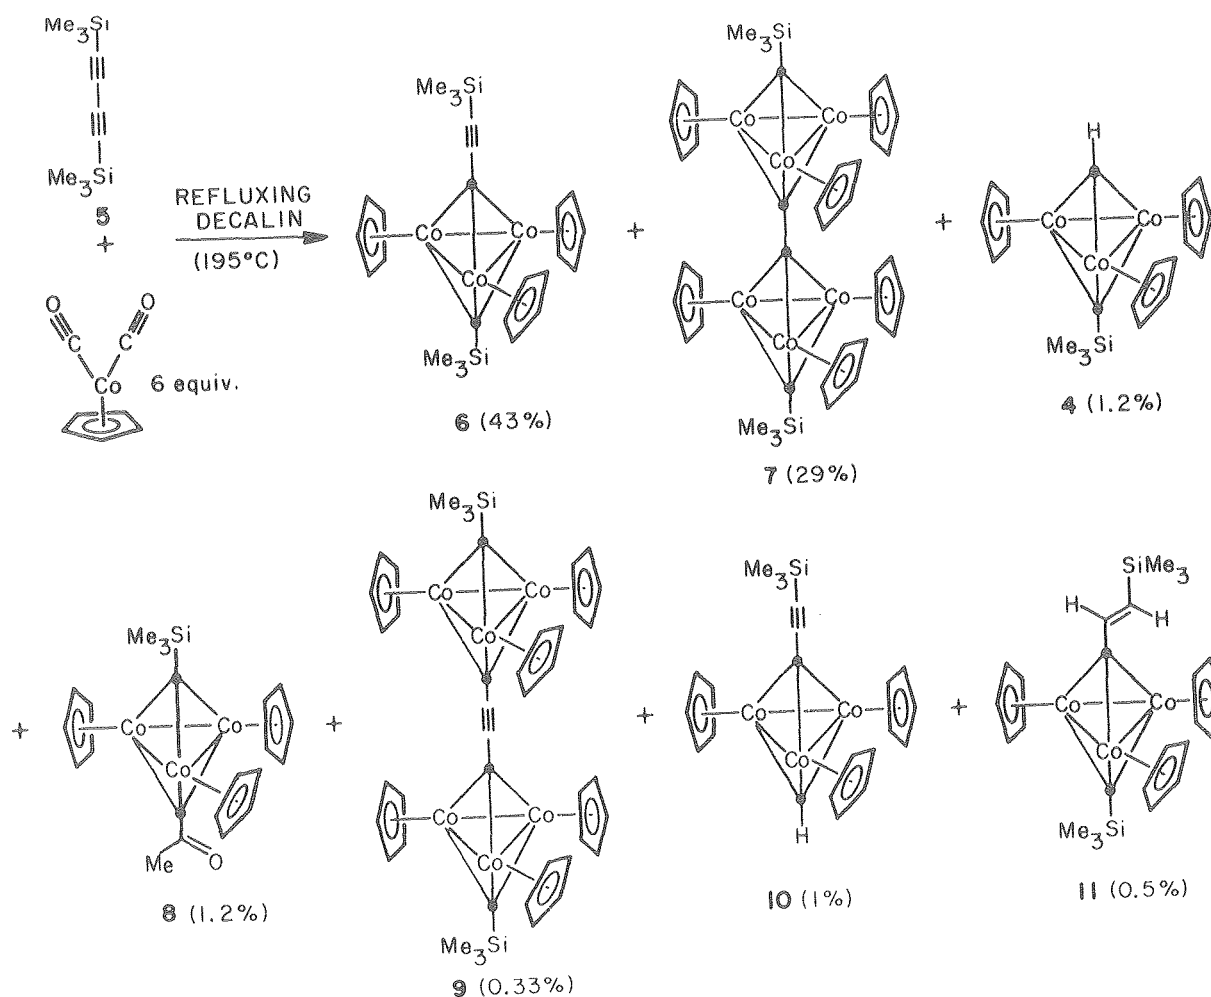 Me3Si
Me3Si
5
+
REFLUXING
DECALIN
(195°C)
O
O
C
C
Co
6 equiv.
Me3Si
Co
Co
Co
Me3Si
6 (43%)
+
Me3Si
Co
Co
Co
Co
Co
Co
Me3Si
7 (29%)
+
H
Co
Co
Co
Me3Si
4 (1.2%)
+
Me3Si
Co
Co
Co
Me
O
8 (1.2%)
+
Me3Si
Co
Co
Co
Co
Co
Co
Me3Si
9 (0.33%)
+
Me3Si
Co
Co
Co
H
10 (1%)
+
SiMe3
H
H
Co
Co
Co
Me3Si
11 (0.5%)